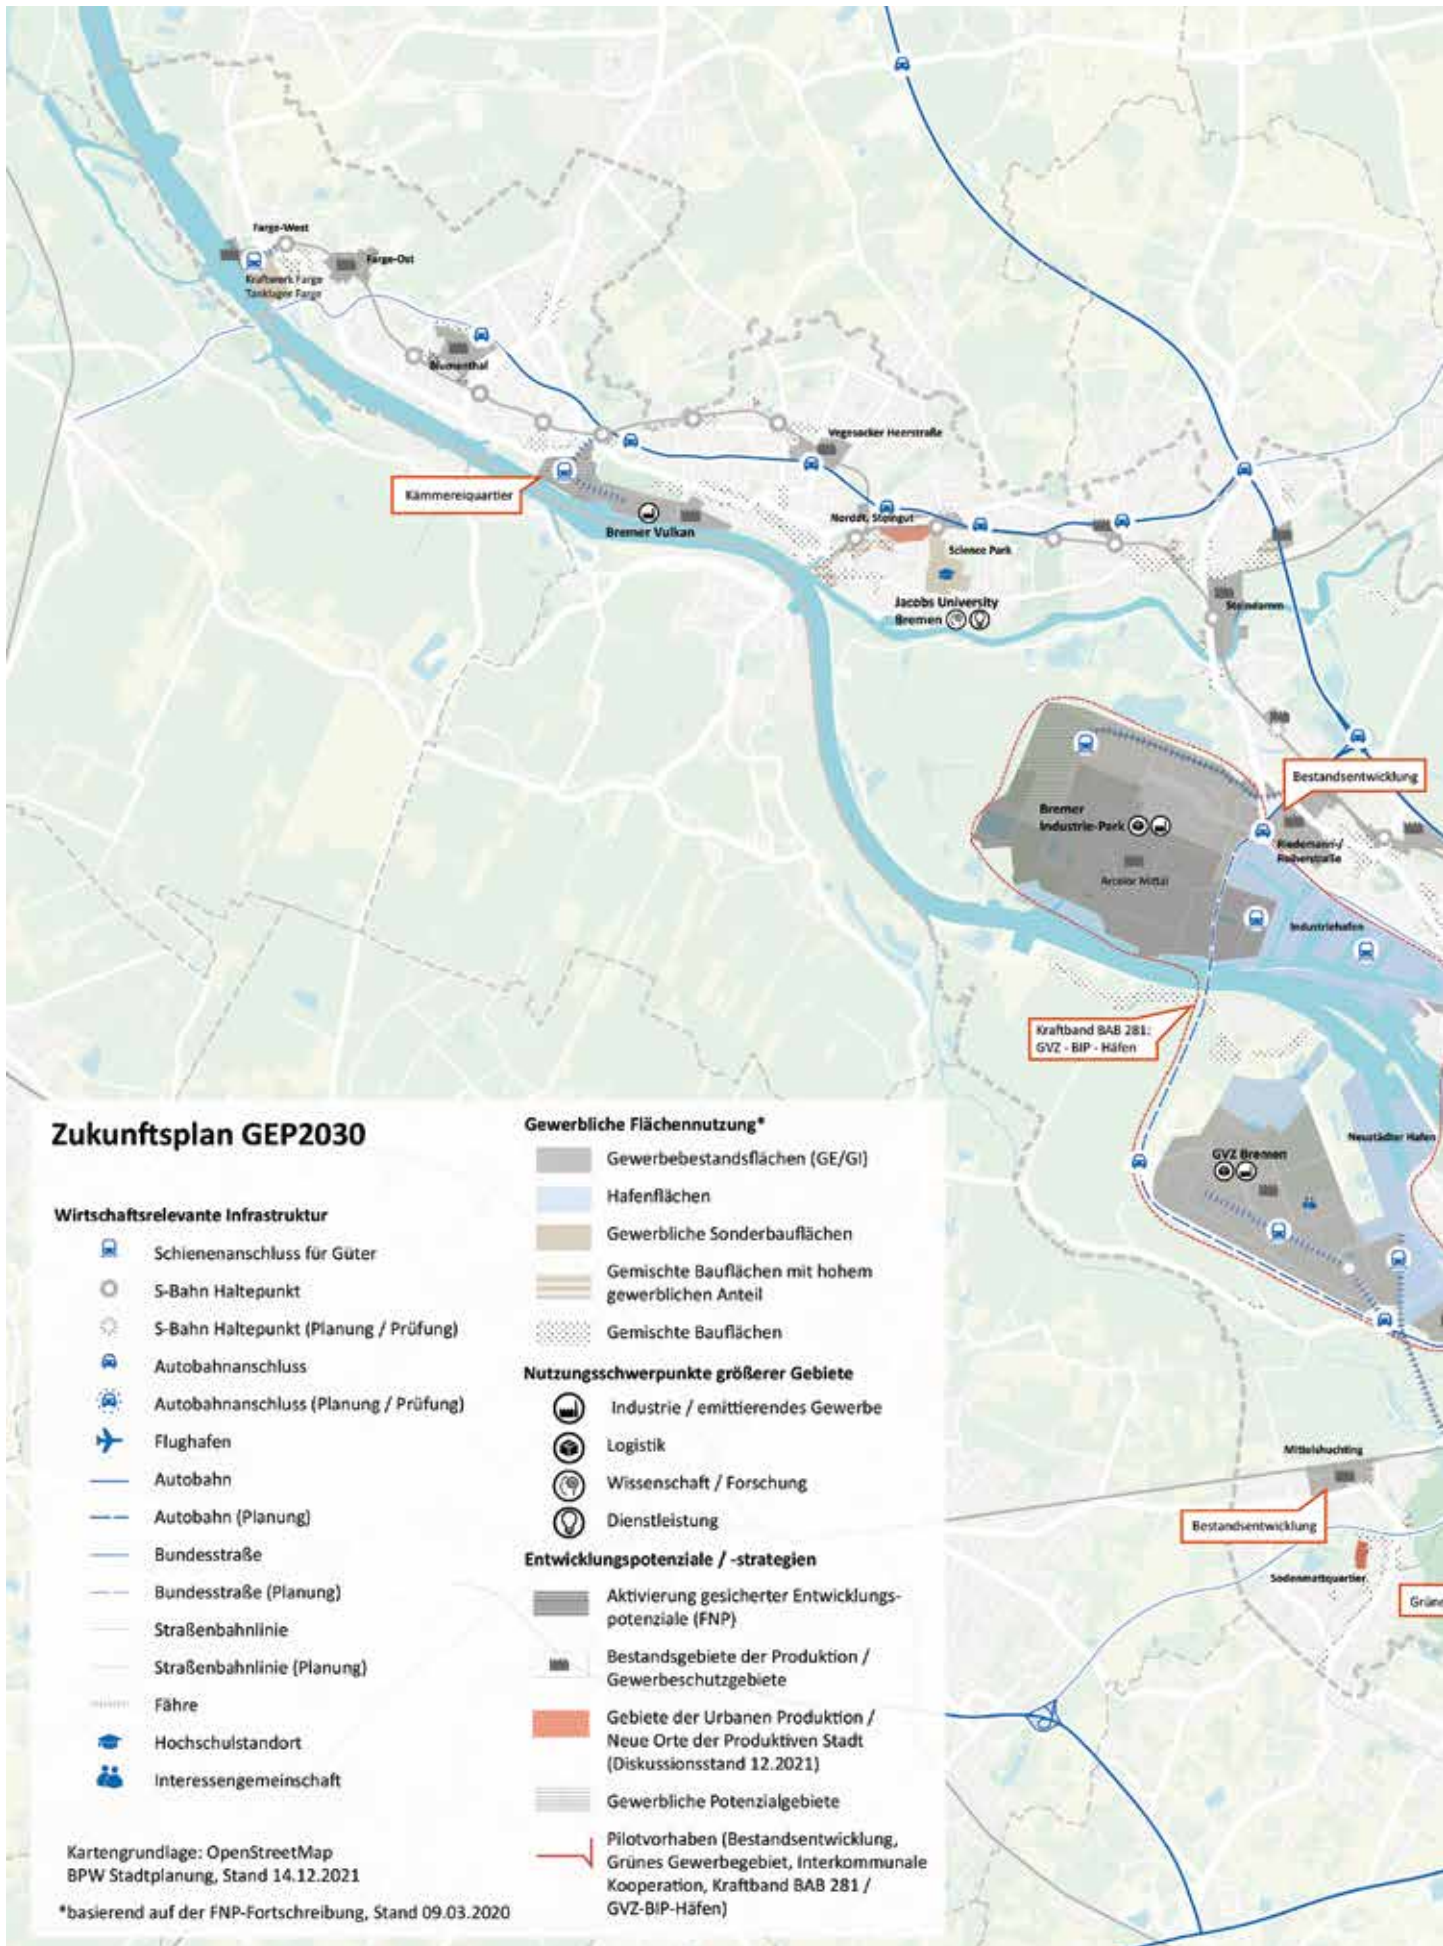 Farge-West
Farge-Ost
Kraftwerk Farge
Tanklager Farge
Blumenthal
Vegesacker Heerstraße
Kämmereiquartier
Bremer Vulkan
Nordd. Steingut
Science Park
Jacobs University
Bremen
Steindamm
Bestandsentwicklung
Bremer
Industrie-Park
Riedemann-/
Reiherstraße
Arcelor Mittal
Industriehafen
Kraftband BAB 281:
GVZ - BIP - Häfen
Neustädter Hafen
GVZ Bremen
Mittelshuchting
Bestandsentwicklung
Sodenmattquartier
Grüne
Zukunftsplan GEP2030
Wirtschaftsrelevante Infrastruktur
Schienenanschluss für Güter
S-Bahn Haltepunkt
S-Bahn Haltepunkt (Planung / Prüfung)
Autobahnanschluss
Autobahnanschluss (Planung / Prüfung)
Flughafen
Autobahn
Autobahn (Planung)
Bundesstraße
Bundesstraße (Planung)
Straßenbahnlinie
Straßenbahnlinie (Planung)
Fähre
Hochschulstandort
Interessengemeinschaft
Kartengrundlage: OpenStreetMap
BPW Stadtplanung, Stand 14.12.2021
*basierend auf der FNP-Fortschreibung, Stand 09.03.2020
Gewerbliche Flächennutzung*
Gewerbebestandsflächen (GE/GI)
Hafenflächen
Gewerbliche Sonderbauflächen
Gemischte Bauflächen mit hohem
gewerblichen Anteil
Gemischte Bauflächen
Nutzungsschwerpunkte größerer Gebiete
Industrie / emittierendes Gewerbe
Logistik
Wissenschaft / Forschung
Dienstleistung
Entwicklungspotenziale / -strategien
Aktivierung gesicherter Entwicklungs-
potenziale (FNP)
Bestandsgebiete der Produktion /
Gewerbeschutzgebiete
Gebiete der Urbanen Produktion /
Neue Orte der Produktiven Stadt
(Diskussionsstand 12.2021)
Gewerbliche Potenzialgebiete
Pilotvorhaben (Bestandsentwicklung,
Grünes Gewerbegebiet, Interkommunale
Kooperation, Kraftband BAB 281 /
GVZ-BIP-Häfen)